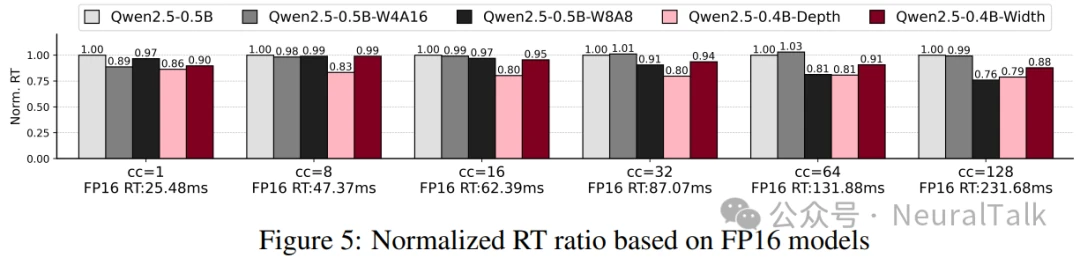 Qwen2.5-0.5B Qwen2.5-0.5B-W4A16 Qwen2.5-0.5B-W8A8 Qwen2.5-0.4B-Depth Qwen2.5-0.4B-Width
Norm. RT
1.00
0.75
0.50
0.25
0.00
1.00 0.89 0.97 0.86 0.90
1.00 0.98 0.99 0.83 0.99
1.00 0.99 0.97 0.80 0.95
1.00 1.01 0.91 0.80 0.94
1.00 1.03 0.81 0.81 0.91
1.00 0.99 0.76 0.79 0.88
cc=1 cc=8 cc=16 cc=32 cc=64 cc=128
FP16 RT:25.48ms FP16 RT:47.37ms FP16 RT:62.39ms FP16 RT:87.07ms FP16 RT:131.88ms FP16 RT:231.68ms
公众号 · NeuralTalk
Figure 5: Normalized RT ratio based on FP16 models